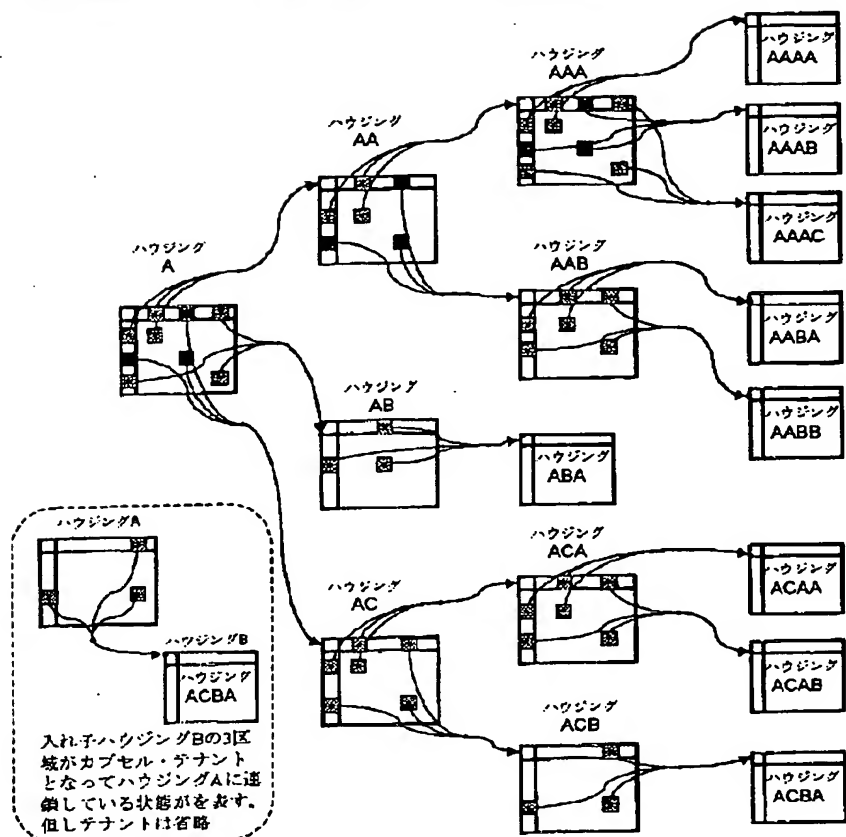 ハウジング
AAAA
ハウジング
AAA
ハウジング
AAAB
ハウジング
AA
ハウジング
AAAC
ハウジング
A
ハウジング
AAB
ハウジング
AABA
ハウジング
AABB
ハウジング
AB
ハウジング
ABA
ハウジング
ACA
ハウジング
ACAA
ハウジング
AC
ハウジング
ACAB
ハウジング
ACB
ハウジング
ACBA
ハウジングA
ハウジングB
ハウジング
ACBA
入れ子ハウジングBの3区
域がカプセル・テナント
となってハウジングAに連
鎖している状態がを表す。
但しテナントは省略